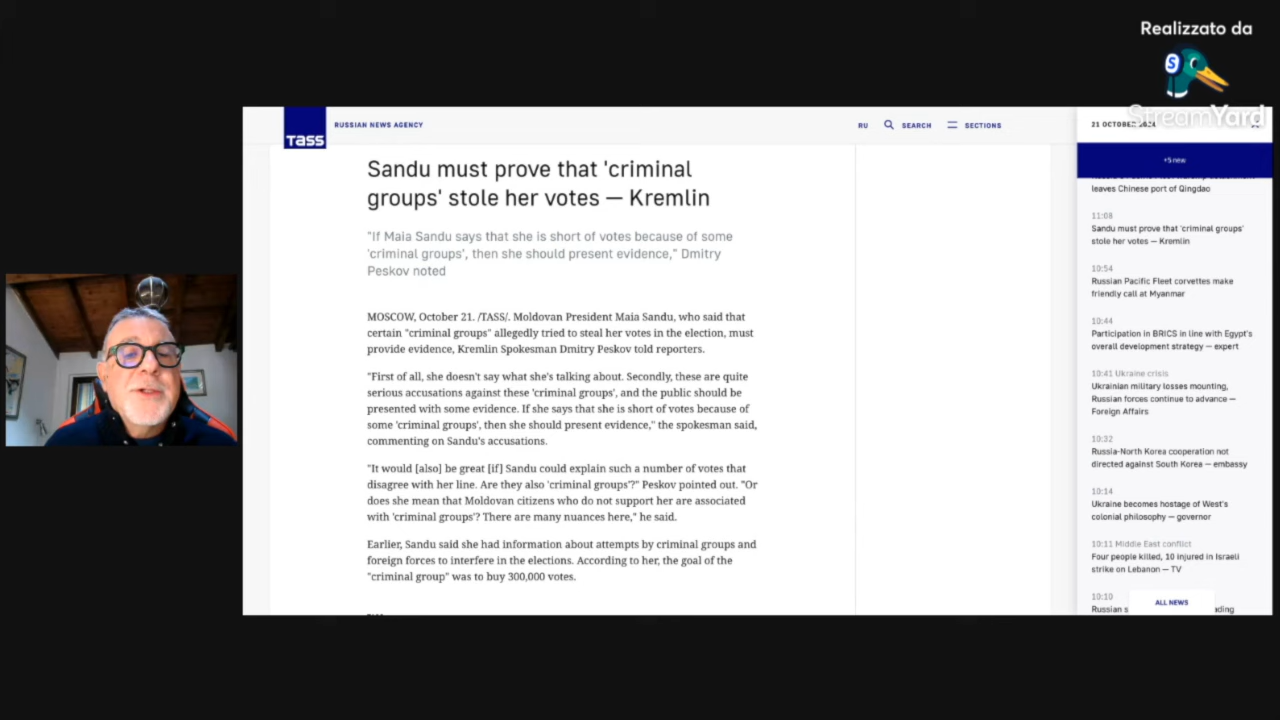 Realizzato da
S
StreamYard
TASS
RUSSIAN NEWS AGENCY
RU
SEARCH
SECTIONS
Sandu must prove that 'criminal
groups' stole her votes — Kremlin
"If Maia Sandu says that she is short of votes because of some
'criminal groups', then she should present evidence," Dmitry
Peskov noted
MOSCOW, October 21. /TASS/. Moldovan President Maia Sandu, who said that
certain "criminal groups" allegedly tried to steal her votes in the election, must
provide evidence, Kremlin Spokesman Dmitry Peskov told reporters.
"First of all, she doesn't say what she's talking about. Secondly, these are quite
serious accusations against these 'criminal groups', and the public should be
presented with some evidence. If she says that she is short of votes because of
some 'criminal groups', then she should present evidence," the spokesman said,
commenting on Sandu's accusations.
"It would [also] be great [if] Sandu could explain such a number of votes that
disagree with her line. Are they also 'criminal groups'?" Peskov pointed out. "Or
does she mean that Moldovan citizens who do not support her are associated
with 'criminal groups'? There are many nuances here," he said.
Earlier, Sandu said she had information about attempts by criminal groups and
foreign forces to interfere in the elections. According to her, the goal of the
"criminal group" was to buy 300,000 votes.
21 OCTOBER 2024
+5 new
leaves Chinese port of Qingdao
11:08
Sandu must prove that 'criminal groups'
stole her votes — Kremlin
10:54
Russian Pacific Fleet corvettes make
friendly call at Myanmar
10:44
Participation in BRICS in line with Egypt's
overall development strategy — expert
10:41 Ukraine crisis
Ukrainian military losses mounting,
Russian forces continue to advance —
Foreign Affairs
10:32
Russia-North Korea cooperation not
directed against South Korea — embassy
10:14
Ukraine becomes hostage of West's
colonial philosophy — governor
10:11 Middle East conflict
Four people killed, 10 injured in Israeli
strike on Lebanon — TV
10:10
Russian
ALL NEWS